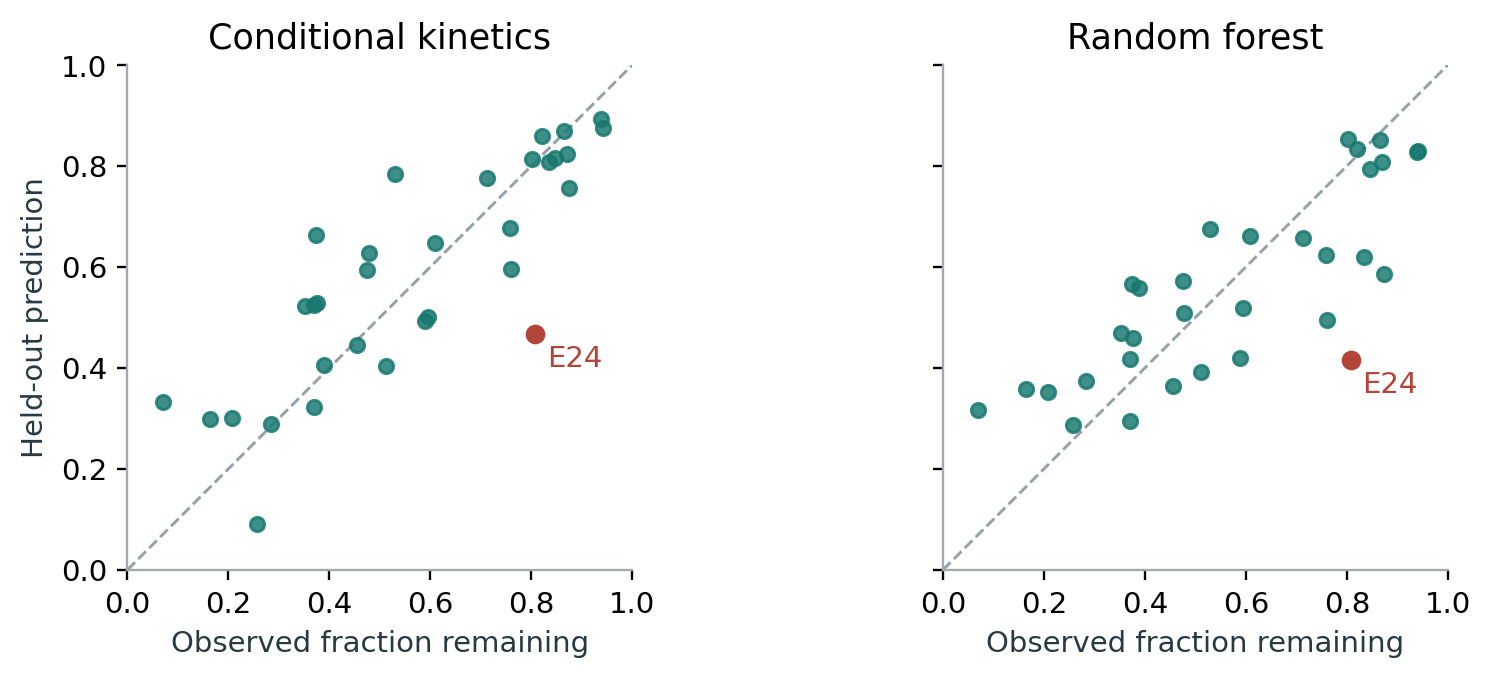 Conditional kinetics
1.0
0.8
0.6
0.4
0.2
0.0
Held-out prediction
E24
0.0 0.2 0.4 0.6 0.8 1.0
Observed fraction remaining
Random forest
E24
0.0 0.2 0.4 0.6 0.8 1.0
Observed fraction remaining